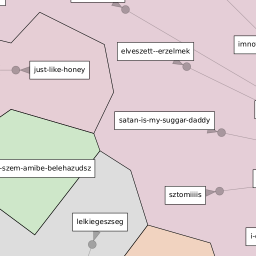 elveszett--erzelmek
imno
just-like-honey
satan-is-my-suggar-daddy
-szem-amibe-belehazudsz
sztomiiiis
lelkiegeszseg